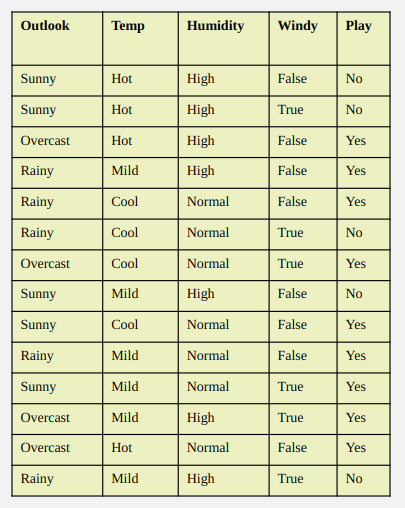 Outlook Temp Humidity Windy Play
Sunny Hot High False No
Sunny Hot High True No
Overcast Hot High False Yes
Rainy Mild High False Yes
Rainy Cool Normal False Yes
Rainy Cool Normal True No
Overcast Cool Normal True Yes
Sunny Mild High False No
Sunny Cool Normal False Yes
Rainy Mild Normal False Yes
Sunny Mild Normal True Yes
Overcast Mild High True Yes
Overcast Hot Normal False Yes
Rainy Mild High True No